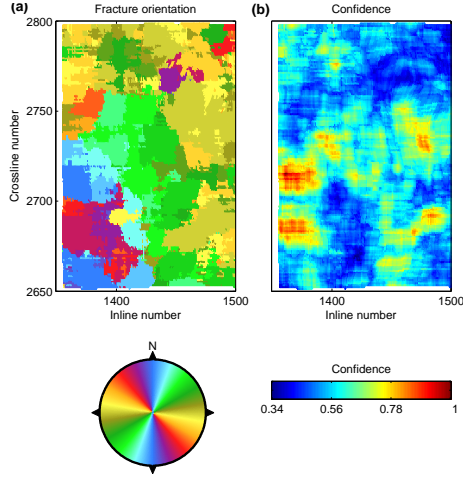 (a) Fracture orientation
(b) Confidence
2800
2750
2700
2650
Crossline number
1400 1500
Inline number
1400 1500
Inline number
N
Confidence
0.34 0.56 0.78 1